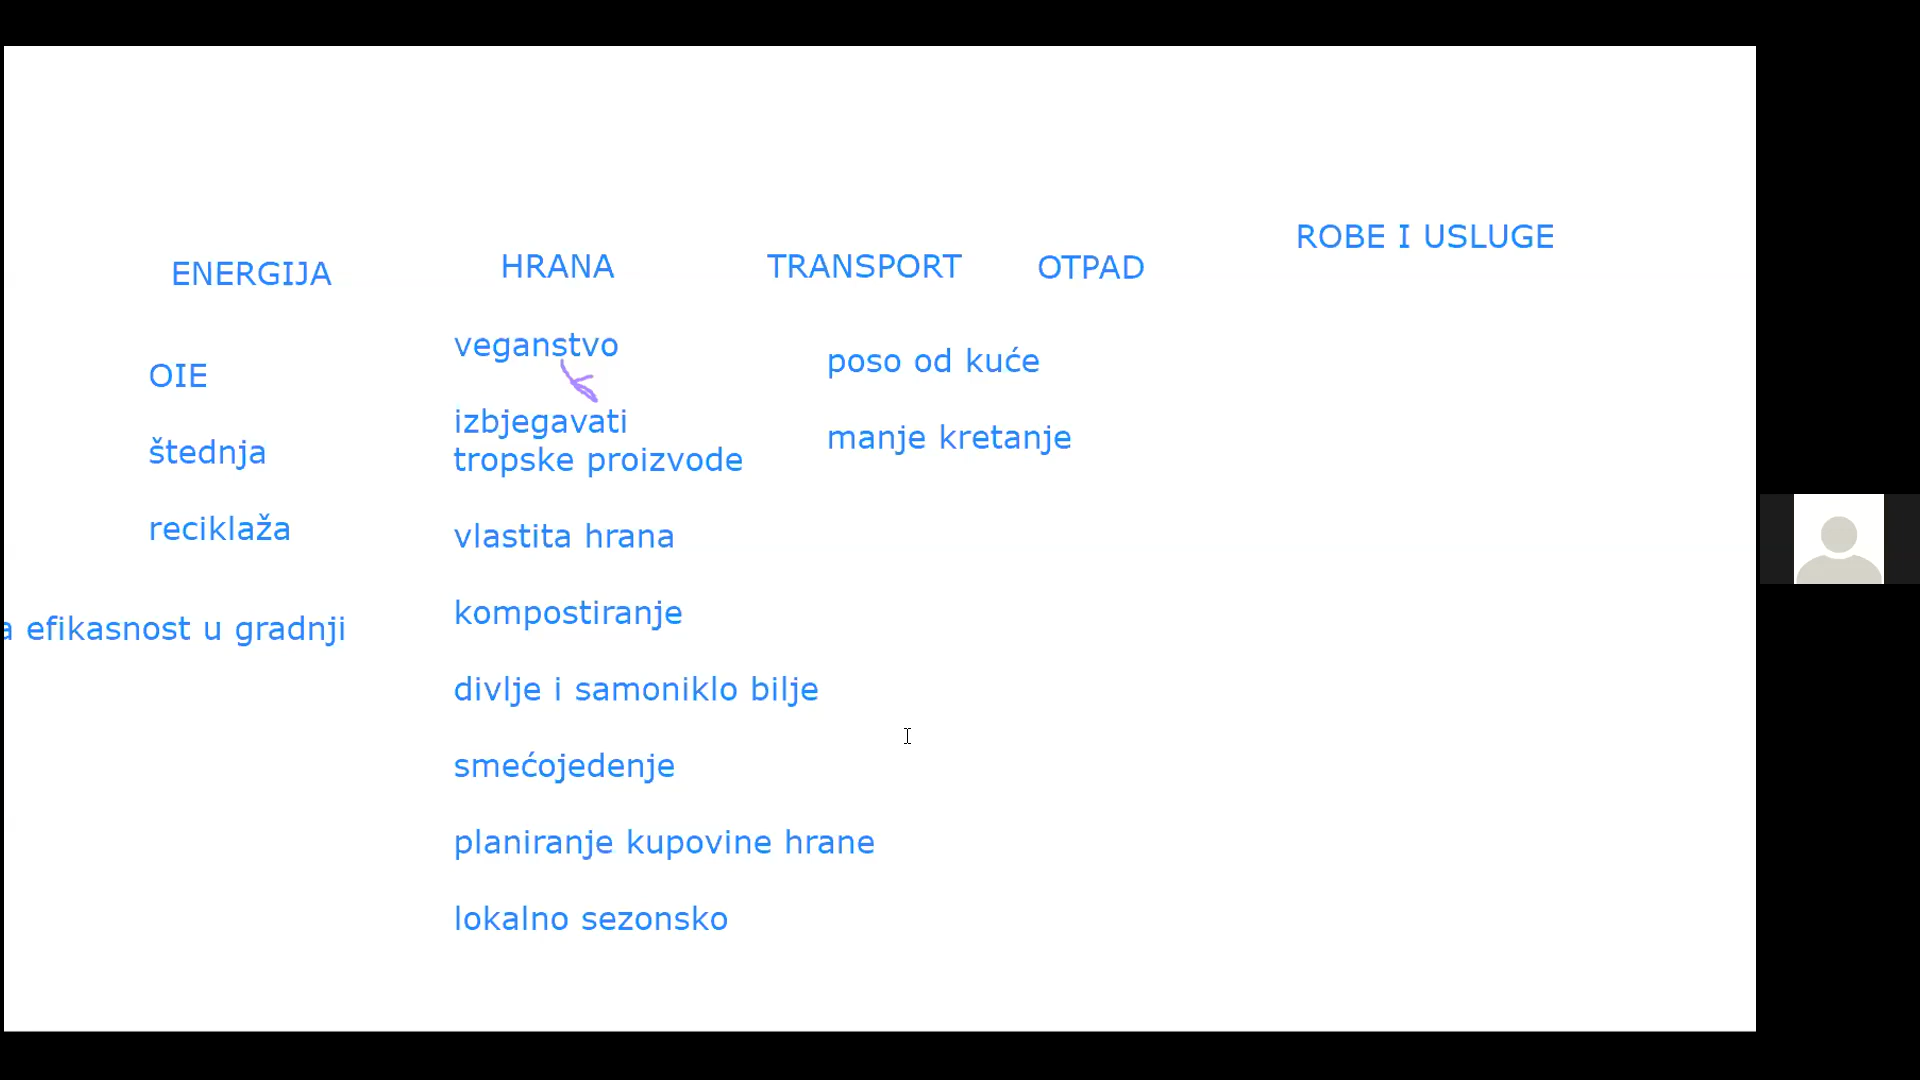 ENERGIJA
OIE
štednja
reciklaža
a efikasnost u gradnji
HRANA
veganstvo
izbjegavati
tropske proizvode
vlastita hrana
kompostiranje
divlje i samoniklo bilje
smećojedenje
planiranje kupovine hrane
lokalno sezonsko
TRANSPORT
poso od kuće
manje kretanje
OTPAD
ROBE I USLUGE